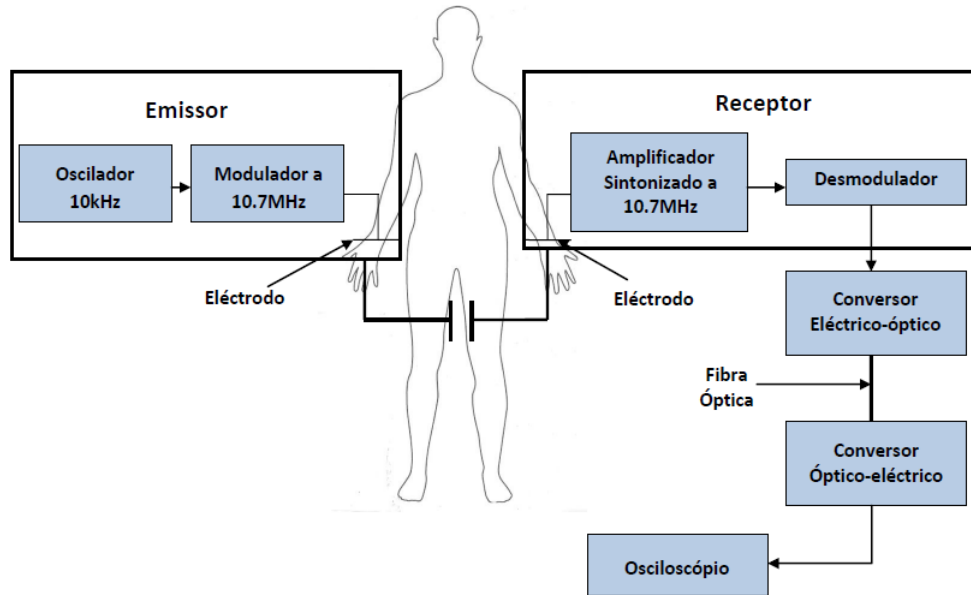 Emissor
Oscilador
10kHz
Modulador a
10.7MHz
Eléctrodo
Receptor
Amplificador
Sintonizado a
10.7MHz
Desmodulador
Eléctrodo
Conversor
Eléctrico-óptico
Fibra
Óptica
Conversor
Óptico-eléctrico
Osciloscópio